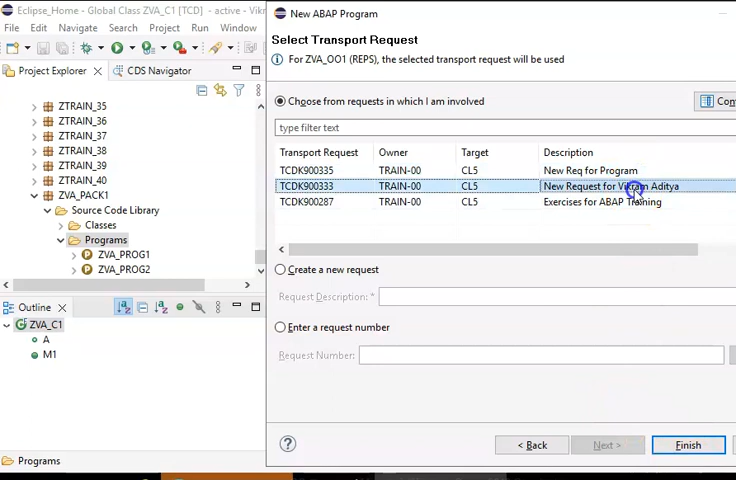 Eclipse_Home - Global Class ZVA_C1 [TCD] - active - Vikr
File Edit Navigate Search Project Run Window
Project Explorer CDS Navigator
ZTRAIN_35
ZTRAIN_36
ZTRAIN_37
ZTRAIN_38
ZTRAIN_39
ZTRAIN_40
ZVA_PACK1
Source Code Library
Classes
Programs
ZVA_PROG1
ZVA_PROG2
Outline
ZVA_C1
A
M1
Programs
New ABAP Program
Select Transport Request
For ZVA_OO1 (REPS), the selected transport request will be used
Choose from requests in which I am involved
Con
type filter text
Transport Request Owner Target Description
TCDK900335 TRAIN-00 CL5 New Req for Program
TCDK900333 TRAIN-00 CL5 New Request for Vikram Aditya
TCDK900287 TRAIN-00 CL5 Exercises for ABAP Training
Create a new request
Request Description: *
Enter a request number
Request Number:
< Back Next > Finish